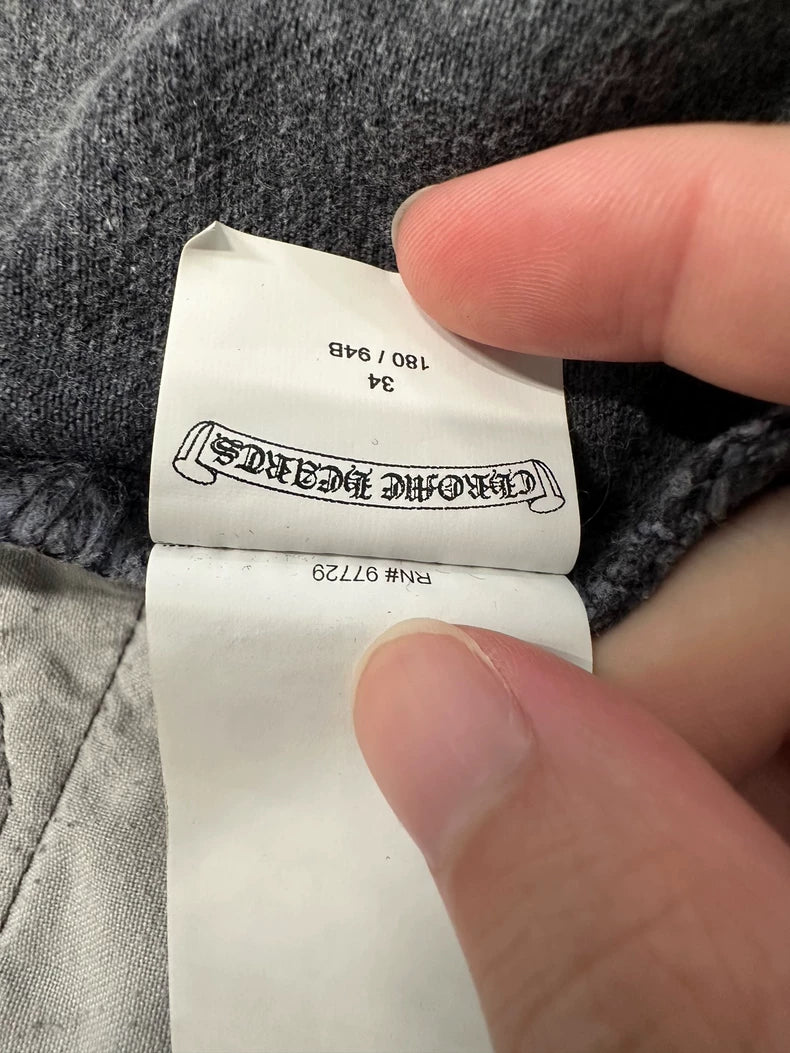 CHROME HEARTS
34
180 / 94B
RN# 97729